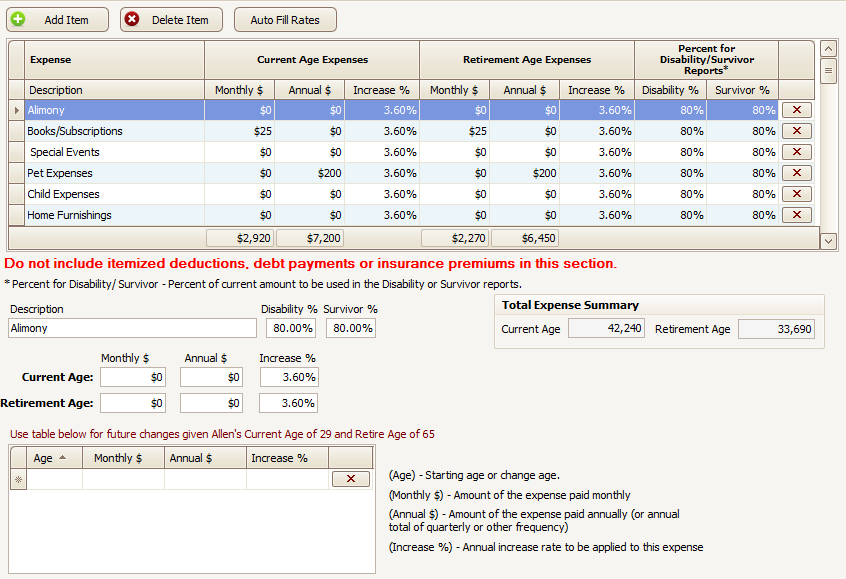 Add Item Delete Item Auto Fill Rates
Expense Current Age Expenses Retirement Age Expenses Percent for
Disability/Survivor
Reports*
Description Monthly $ Annual $ Increase % Monthly $ Annual $ Increase % Disability % Survivor %
Alimony $0 $0 3.60% $0 $0 3.60% 80% 80% X
Books/Subscriptions $25 $0 3.60% $25 $0 3.60% 80% 80% X
Special Events $0 $0 3.60% $0 $0 3.60% 80% 80% X
Pet Expenses $0 $200 3.60% $0 $200 3.60% 80% 80% X
Child Expenses $0 $0 3.60% $0 $0 3.60% 80% 80% X
Home Furnishings $0 $0 3.60% $0 $0 3.60% 80% 80% X
$2,920 $7,200 $2,270 $6,450
Do not include itemized deductions, debt payments or insurance premiums in this section.
* Percent for Disability/ Survivor - Percent of current amount to be used in the Disability or Survivor reports.
Description Disability % Survivor %
Alimony 80.00% 80.00%
Total Expense Summary
Current Age 42,240 Retirement Age 33,690
Monthly $ Annual $ Increase %
Current Age: $0 $0 3.60%
Retirement Age: $0 $0 3.60%
Use table below for future changes given Allen's Current Age of 29 and Retire Age of 65
Age Monthly $ Annual $ Increase %
X
(Age) - Starting age or change age.
(Monthly $) - Amount of the expense paid monthly
(Annual $) - Amount of the expense paid annually (or annual
total of quarterly or other frequency)
(Increase %) - Annual increase rate to be applied to this expense